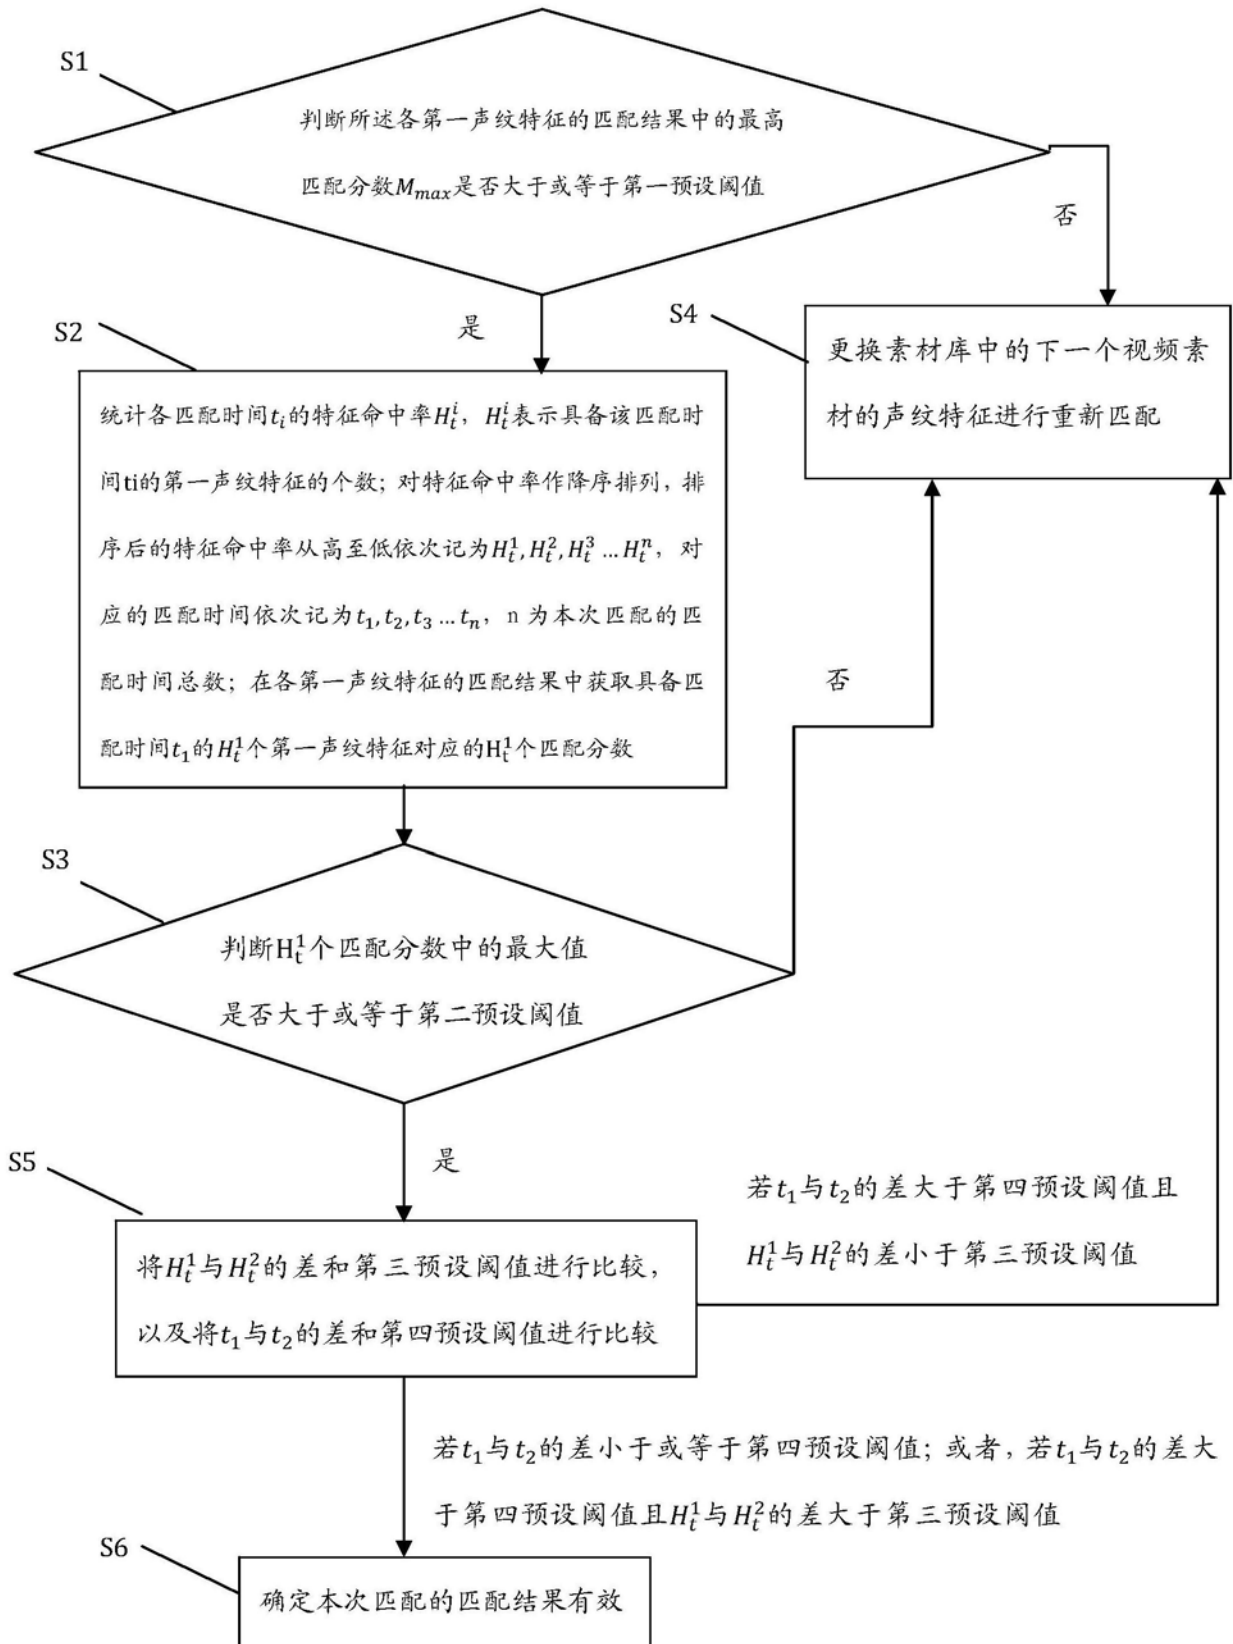 S1
判断所述各第一声纹特征的匹配结果中的最高
匹配分数M_{max}是否大于或等于第一预设阈值
否
是
S2
统计各匹配时间t_i的特征命中率H_t^i，H_t^i表示具备该匹配时
间ti的第一声纹特征的个数；对特征命中率作降序排列，排
序后的特征命中率从高至低依次记为H_t^1,H_t^2,H_t^3…H_t^n，对
应的匹配时间依次记为t_1,t_2,t_3…t_n，n为本次匹配的匹
配时间总数；在各第一声纹特征的匹配结果中获取具备匹
配时间t_1的H_t^1个第一声纹特征对应的H_t^1个匹配分数
S4
更换素材库中的下一个视频素
材的声纹特征进行重新匹配
否
S3
判断H_t^1个匹配分数中的最大值
是否大于或等于第二预设阈值
是
S5
将H_t^1与H_t^2的差和第三预设阈值进行比较，
以及将t_1与t_2的差和第四预设阈值进行比较
若t_1与t_2的差大于第四预设阈值且
H_t^1与H_t^2的差小于第三预设阈值
若t_1与t_2的差小于或等于第四预设阈值；或者，若t_1与t_2的差大
于第四预设阈值且H_t^1与H_t^2的差大于第三预设阈值
S6
确定本次匹配的匹配结果有效